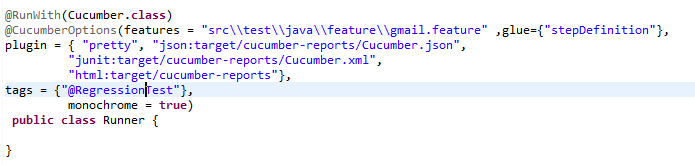 @RunWith(Cucumber.class)
@CucumberOptions(features = "src\\test\\java\\feature\\gmail.feature" ,glue={"stepDefinition"},
plugin = { "pretty", "json:target/cucumber-reports/Cucumber.json",
"junit:target/cucumber-reports/Cucumber.xml",
"html:target/cucumber-reports"},
tags = {"@RegressionTest"},
monochrome = true)
public class Runner {
}